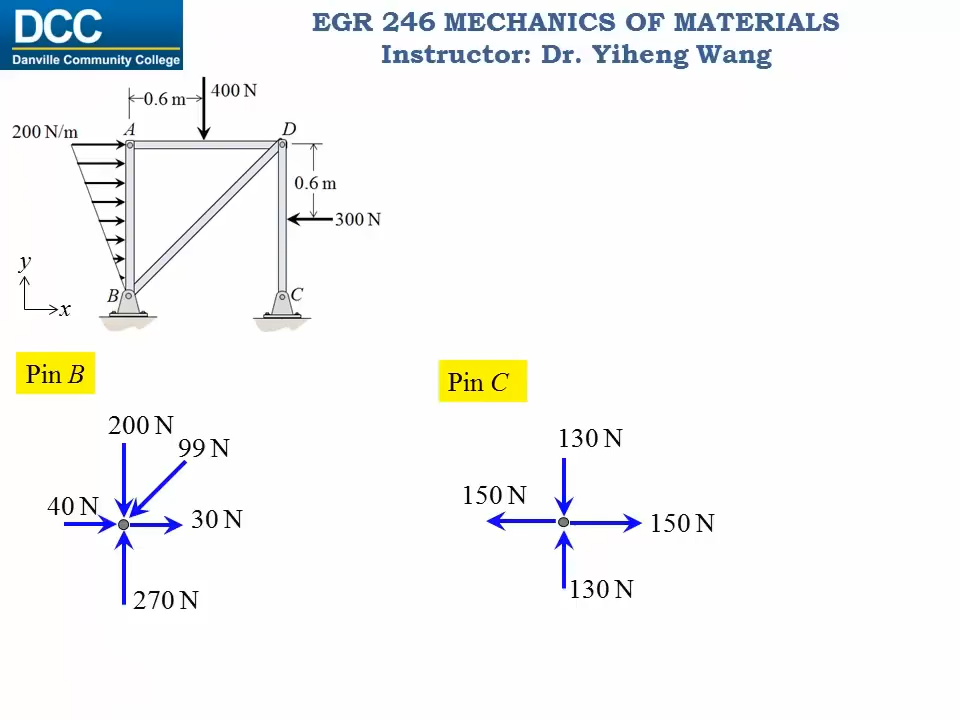 DCC
Danville Community College
EGR 246 MECHANICS OF MATERIALS
Instructor: Dr. Yiheng Wang
0.6 m
400 N
200 N/m
A
D
0.6 m
300 N
y
x
B
C
Pin B
Pin C
200 N
99 N
40 N
30 N
270 N
130 N
150 N
150 N
130 N